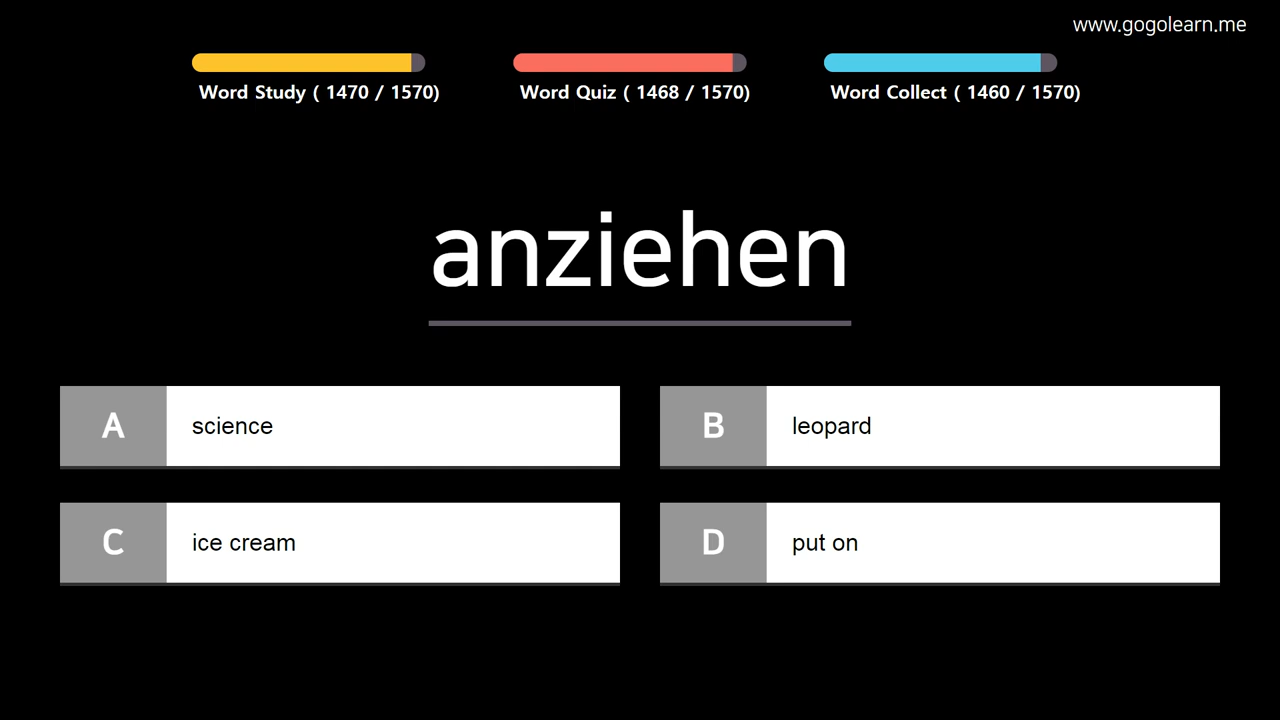 www.gogolearn.me
Word Study ( 1470 / 1570)
Word Quiz ( 1468 / 1570)
Word Collect ( 1460 / 1570)
anziehen
A science
B leopard
C ice cream
D put on